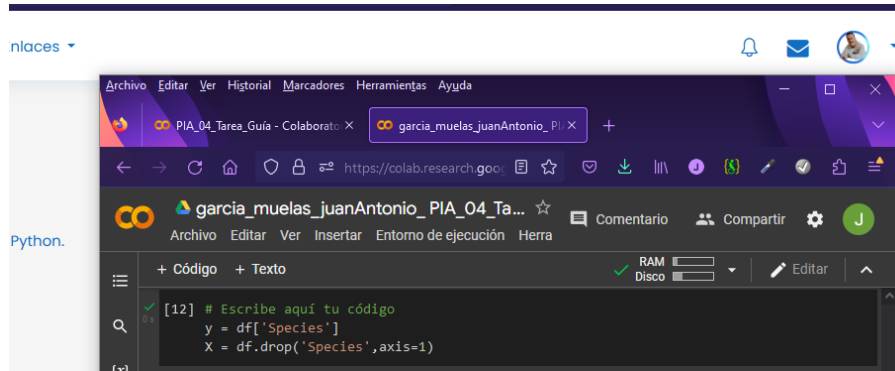 nlaces
Archivo Editar Ver Historial Marcadores Herramientas Ayuda
PIA_04_Tarea_Guía - Colaborato
garcia_muelas_juanAntonio_ PI
https://colab.research.goo
garcia_muelas_juanAntonio_ PIA_04_Ta...
Comentario
Compartir
J
Archivo Editar Ver Insertar Entorno de ejecución Herra
Python.
+ Código + Texto
RAM
Disco
Editar
[12] # Escribe aquí tu código
0 s
y = df['Species']
X = df.drop('Species',axis=1)
{x}